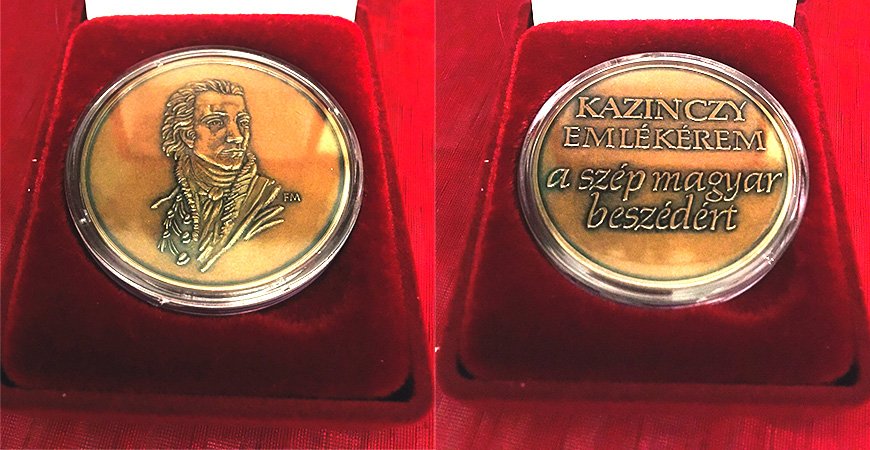 FM
KAZINCZY
EMLÉKÉREM
a szép magyar
beszédért